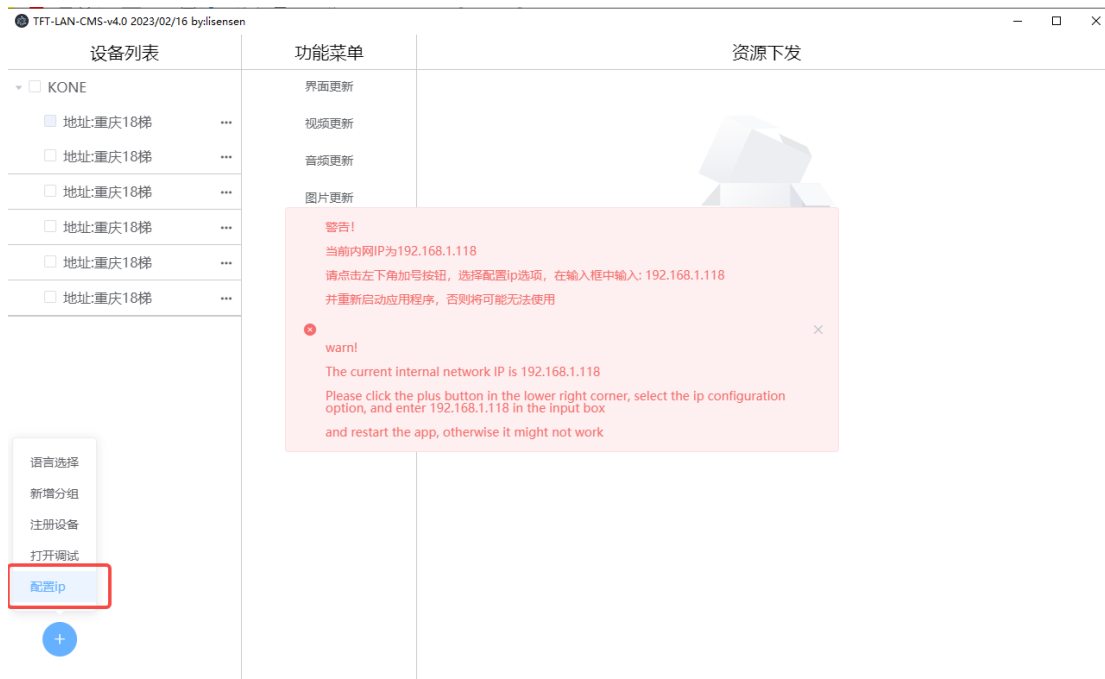 TFT-LAN-CMS-v4.0 2023/02/16 by:lisensen
设备列表
功能菜单
资源下发
KONE
地址:重庆18梯
地址:重庆18梯
地址:重庆18梯
地址:重庆18梯
地址:重庆18梯
地址:重庆18梯
界面更新
视频更新
音频更新
图片更新
警告!
当前内网IP为192.168.1.118
请点击左下角加号按钮，选择配置ip选项，在输入框中输入: 192.168.1.118
并重新启动应用程序，否则将可能无法使用
warn!
The current internal network IP is 192.168.1.118
Please click the plus button in the lower right corner, select the ip configuration
option, and enter 192.168.1.118 in the input box
and restart the app, otherwise it might not work
语言选择
新增分组
注册设备
打开调试
配置ip